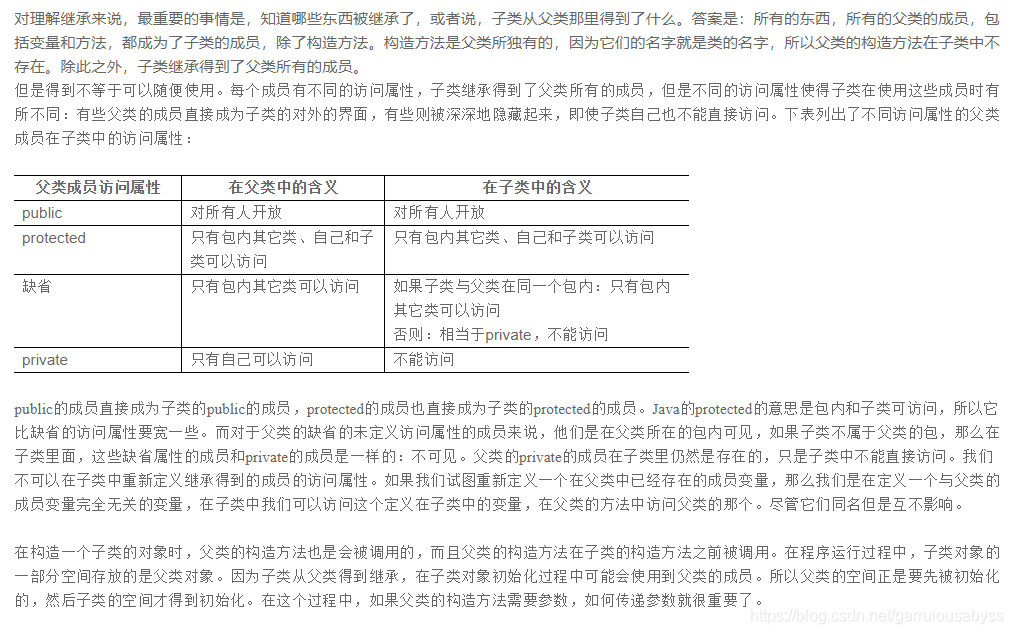 对理解继承来说，最重要的事情是，知道哪些东西被继承了，或者说，子类从父类那里得到了什么。答案是：所有的东西，所有的父类的成员，包
括变量和方法，都成为了子类的成员，除了构造方法。构造方法是父类所独有的，因为它们的名字就是类的名字，所以父类的构造方法在子类中不
存在。除此之外，子类继承得到了父类所有的成员。
但是得到不等于可以随便使用。每个成员有不同的访问属性，子类继承得到了父类所有的成员，但是不同的访问属性使得子类在使用这些成员时有
所不同：有些父类的成员直接成为子类的对外的界面，有些则被深深地隐藏起来，即使子类自己也不能直接访问。下表列出了不同访问属性的父类
成员在子类中的访问属性：
父类成员访问属性 在父类中的含义 在子类中的含义
public 对所有人开放 对所有人开放
protected 只有包内其它类、自己和子 只有包内其它类、自己和子类可以访问
类可以访问
缺省 只有包内其它类可以访问 如果子类与父类在同一个包内：只有包内
其它类可以访问
否则：相当于private，不能访问
private 只有自己可以访问 不能访问
public的成员直接成为子类的public的成员，protected的成员也直接成为子类的protected的成员。Java的protected的意思是包内和子类可访问，所以它
比缺省的访问属性要宽一些。而对于父类的缺省的未定义访问属性的成员来说，他们是在父类所在的包内可见，如果子类不属于父类的包，那么在
子类里面，这些缺省属性的成员和private的成员是一样的：不可见。父类的private的成员在子类里仍然是存在的，只是子类中不能直接访问。我们
不可以在子类中重新定义继承得到的成员的访问属性。如果我们试图重新定义一个在父类中已经存在的成员变量，那么我们是在定义一个与父类的
成员变量完全无关的变量，在子类中我们可以访问这个定义在子类中的变量，在父类的方法中访问父类的那个。尽管它们同名但是互不影响。
在构造一个子类的对象时，父类的构造方法也是会被调用的，而且父类的构造方法在子类的构造方法之前被调用。在程序运行过程中，子类对象的
一部分空间存放的是父类对象。因为子类从父类得到继承，在子类对象初始化过程中可能会使用到父类的成员。所以父类的空间正是要先被初始化
的，然后子类的空间才得到初始化。在这个过程中，如果父类的构造方法需要参数，如何传递参数就很重要了。
https://blog.csdn.net/garrulousabyss